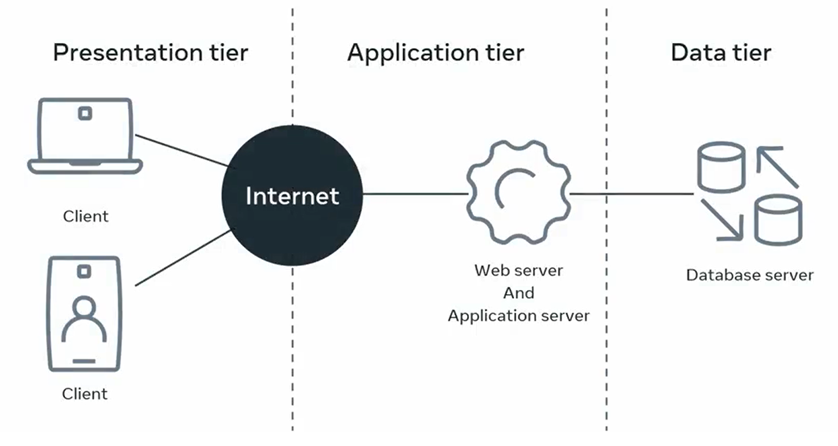 Presentation tier
Application tier
Data tier
Client
Internet
Web server
And
Application server
Database server
Client